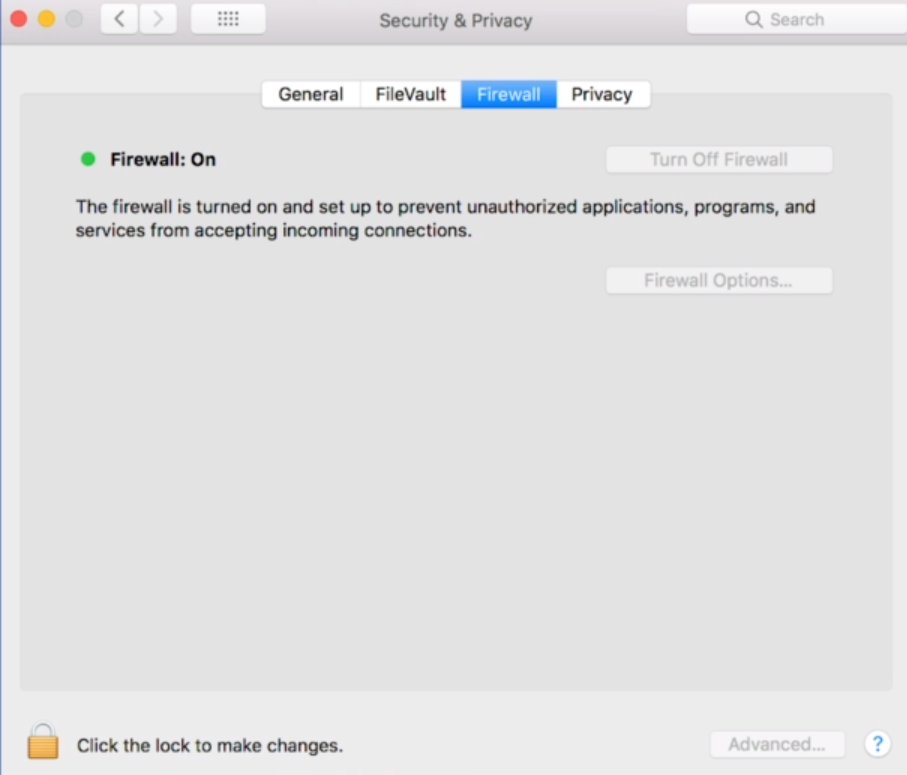 Security & Privacy
Search
General FileVault Firewall Privacy
Firewall: On
Turn Off Firewall
The firewall is turned on and set up to prevent unauthorized applications, programs, and
services from accepting incoming connections.
Firewall Options...
Click the lock to make changes.
Advanced...
?